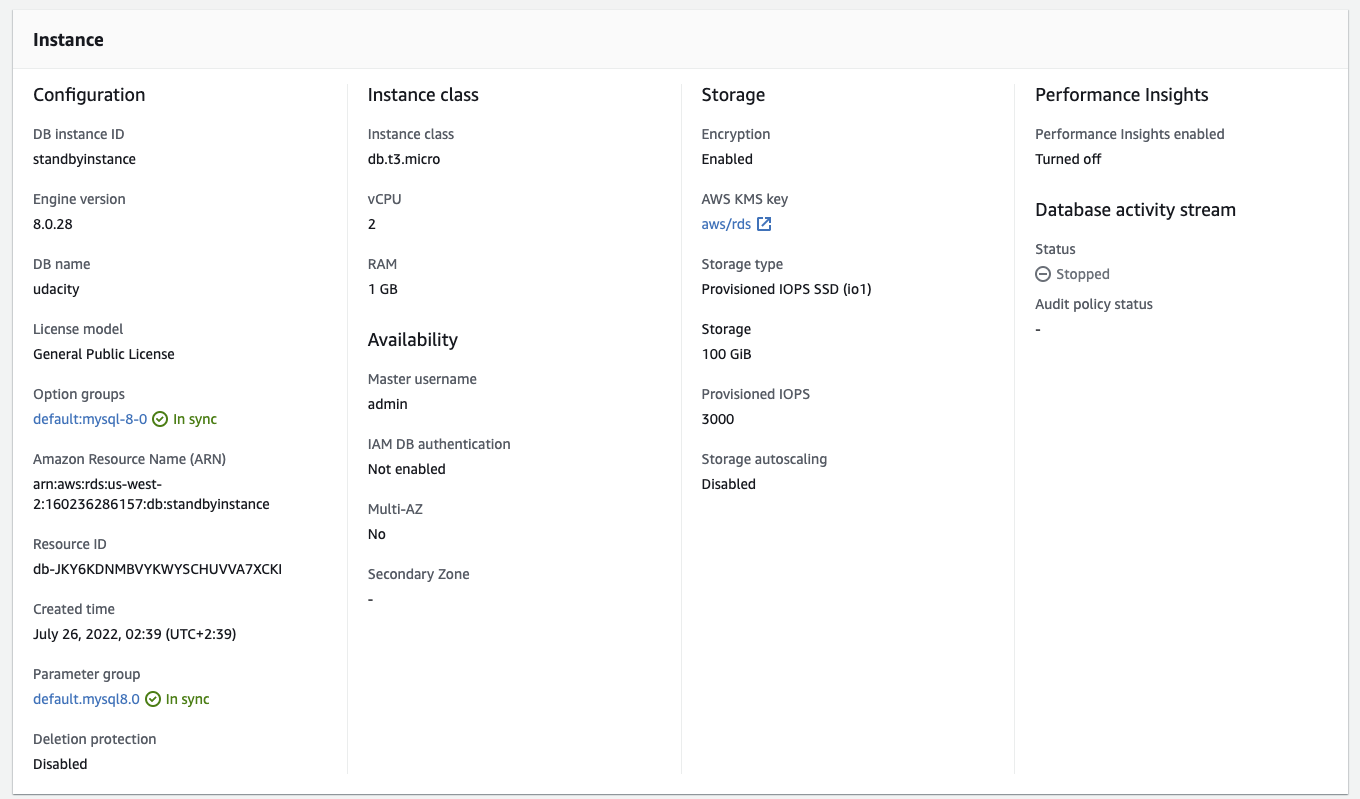 Instance
Configuration
DB instance ID
standbyinstance
Engine version
8.0.28
DB name
udacity
License model
General Public License
Option groups
default:mysql-8-0 In sync
Amazon Resource Name (ARN)
arn:aws:rds:us-west-
2:160236286157:db:standbyinstance
Resource ID
db-JKY6KDNMBVYKWYSCHUVVA7XCKI
Created time
July 26, 2022, 02:39 (UTC+2:39)
Parameter group
default.mysql8.0 In sync
Deletion protection
Disabled
Instance class
Instance class
db.t3.micro
vCPU
2
RAM
1 GB
Availability
Master username
admin
IAM DB authentication
Not enabled
Multi-AZ
No
Secondary Zone
-
Storage
Encryption
Enabled
AWS KMS key
aws/rds
Storage type
Provisioned IOPS SSD (io1)
Storage
100 GiB
Provisioned IOPS
3000
Storage autoscaling
Disabled
Performance Insights
Performance Insights enabled
Turned off
Database activity stream
Status
Stopped
Audit policy status
-